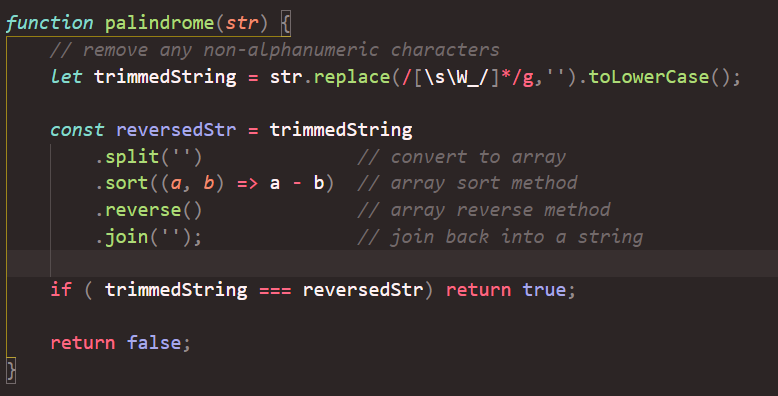 function palindrome(str) {
    // remove any non-alphanumeric characters
    let trimmedString = str.replace(/[\s\W_/]*/g,'').toLowerCase();
    const reversedStr = trimmedString
        .split('')              // convert to array
        .sort((a, b) => a - b)  // array sort method
        .reverse()              // array reverse method
        .join('');              // join back into a string
    if ( trimmedString === reversedStr) return true;
    return false;
}